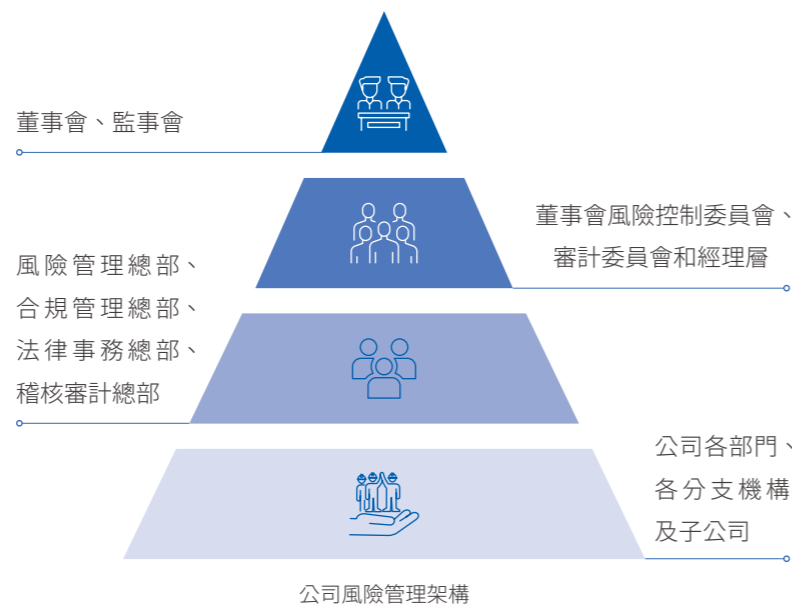 董事會、監事會
董事會風險控制委員會、
審計委員會和經理層
風險管理總部、
合規管理總部、
法律事務總部、
稽核審計總部
公司各部門、
各分支機構
及子公司
公司風險管理架構